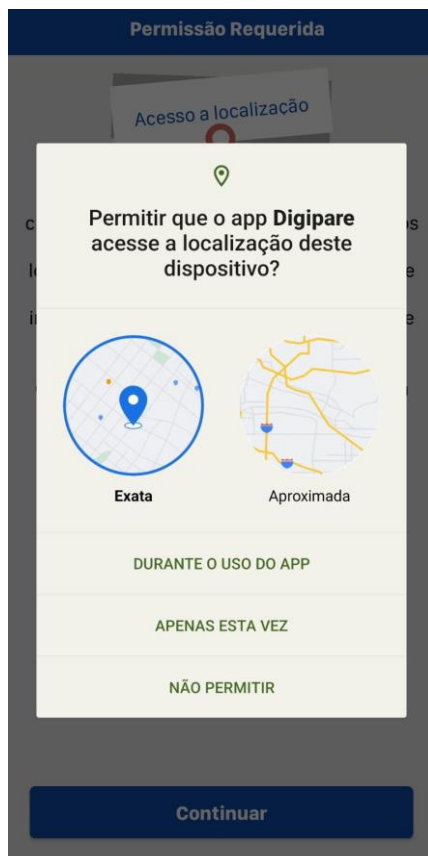 Permissão Requerida
Acesso a localização
Permitir que o app Digipare
acesse a localização deste
dispositivo?
Exata
Aproximada
DURANTE O USO DO APP
APENAS ESTA VEZ
NÃO PERMITIR
Continuar